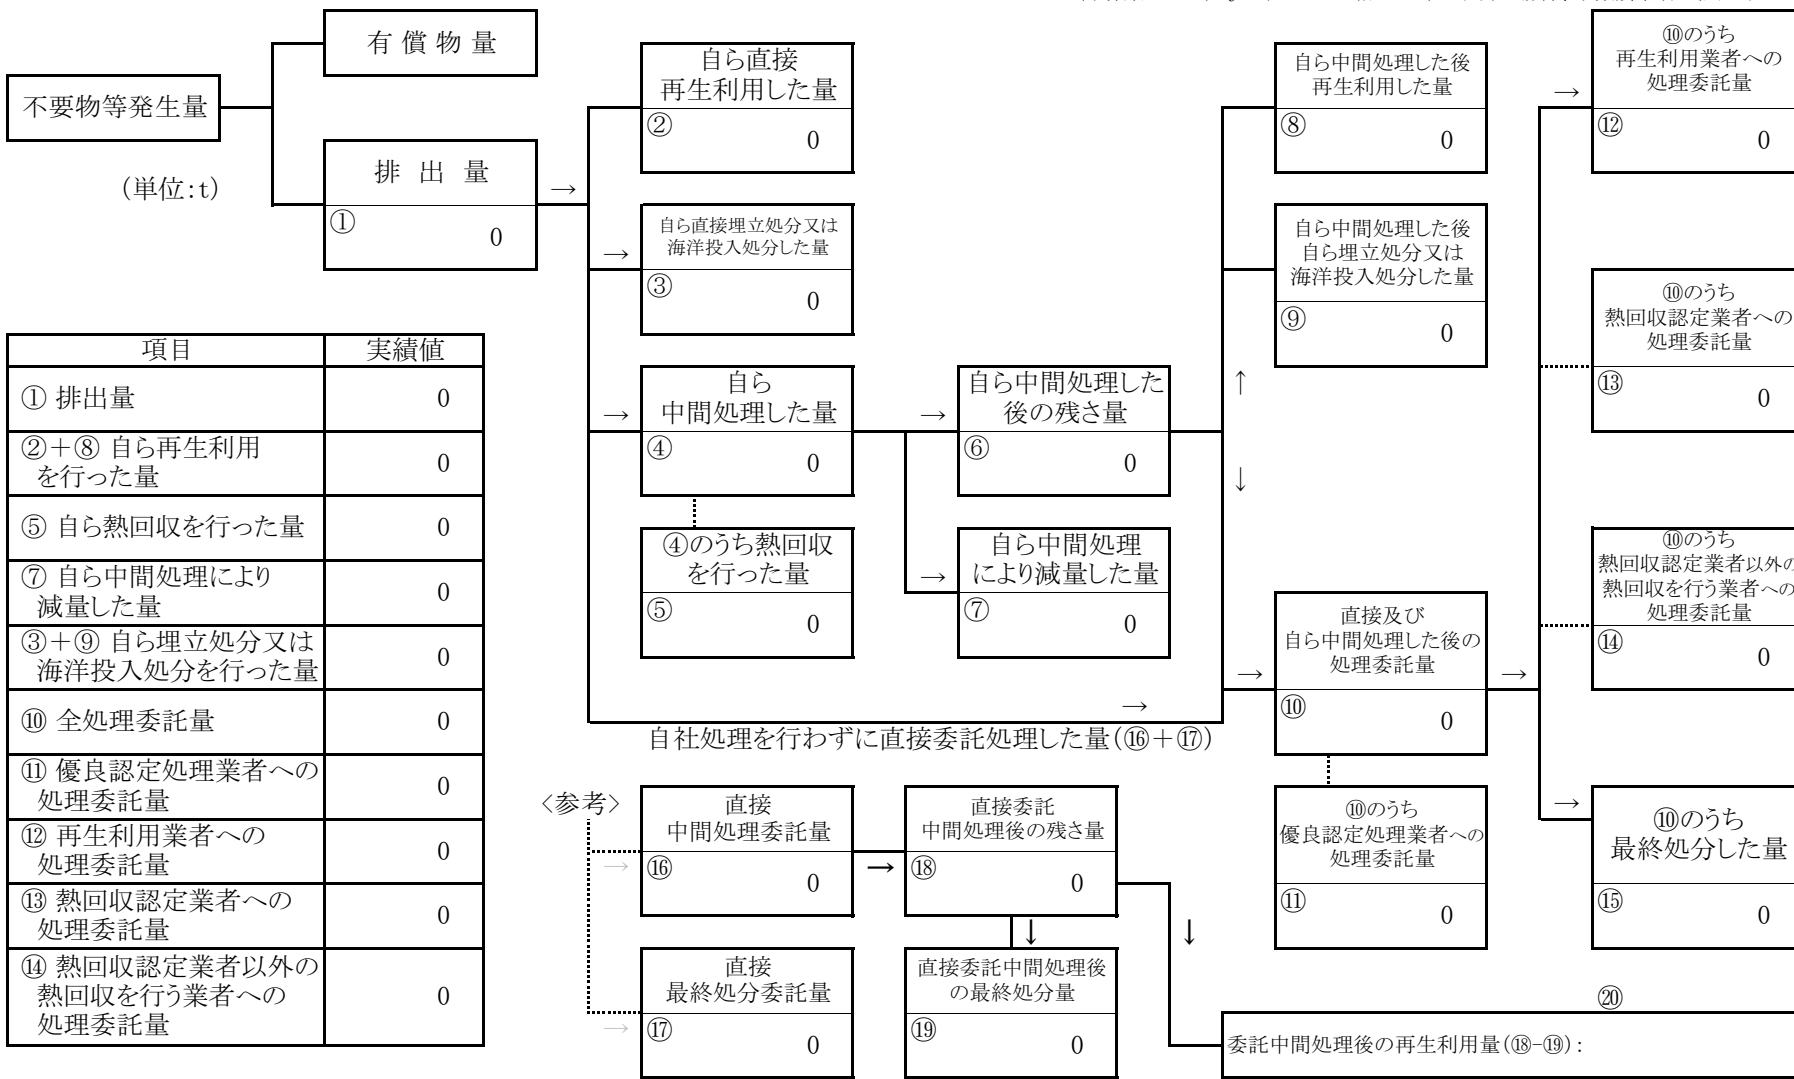 有 償 物 量
不要物等発生量
(単位:t)
排 出 量
①
0
→
自ら直接
再生利用した量
②
0
→
自ら直接埋立処分又は
海洋投入処分した量
③
0
→
自ら
中間処理した量
④
0
④のうち熱回収
を行った量
⑤
0
→
自ら中間処理した
後の残さ量
⑥
0
→
自ら中間処理
により減量した量
⑦
0
自ら中間処理した後
再生利用した量
⑧
0
自ら中間処理した後
自ら埋立処分又は
海洋投入処分した量
⑨
0
↑
↓
→
直接及び
自ら中間処理した後の
処理委託量
⑩
0
→
⑩のうち
優良認定処理業者への
処理委託量
⑪
0
→
⑩のうち
再生利用業者への
処理委託量
⑫
0
⑩のうち
熱回収認定業者への
処理委託量
⑬
0
⑩のうち
熱回収認定業者以外の
熱回収を行う業者への
処理委託量
⑭
0
→
⑩のうち
最終処分した量
⑮
0
→
自社処理を行わずに直接委託処理した量(⑯+⑰)
項目 実績値
① 排出量 0
②+⑧ 自ら再生利用
を行った量 0
⑤ 自ら熱回収を行った量 0
⑦ 自ら中間処理により
減量した量 0
③+⑨ 自ら埋立処分又は
海洋投入処分を行った量 0
⑩ 全処理委託量 0
⑪ 優良認定処理業者への
処理委託量 0
⑫ 再生利用業者への
処理委託量 0
⑬ 熱回収認定業者への
処理委託量 0
⑭ 熱回収認定業者以外の
熱回収を行う業者への
処理委託量 0
〈参考〉
→
直接
中間処理委託量
⑯
0
→
直接委託
中間処理後の残さ量
⑱
0
↓
↓
→
直接
最終処分委託量
⑰
0
直接委託中間処理後
の最終処分量
⑲
0
⑳
委託中間処理後の再生利用量(⑱-⑲):